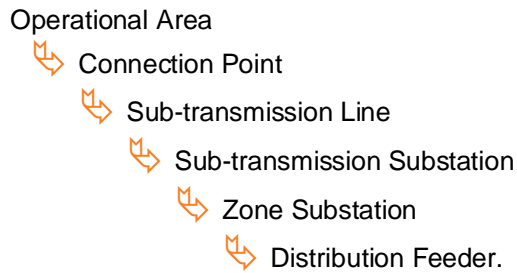 Operational Area
Connection Point
Sub-transmission Line
Sub-transmission Substation
Zone Substation
Distribution Feeder.